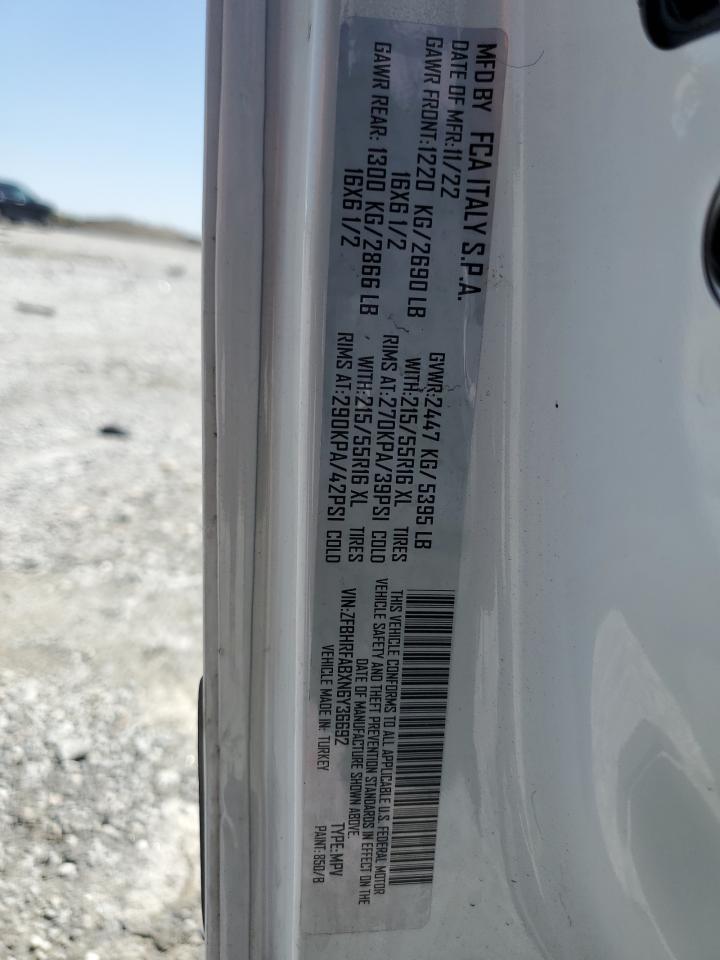 MFD BY FCA ITALY S.P.A.
DATE OF MFR:11/22
GVWR:2447 KG/5395 LB
GAWR FRONT:1220 KG/2690 LB
WITH:215/55R16 XL TIRES
16X6 1/2
RIMS AT:270KPA/39PSI COLD
GAWR REAR: 1300 KG/2866 LB
WITH:215/55R16 XL TIRES
16X6 1/2
RIMS AT:290KPA/42PSI COLD
THIS VEHICLE CONFORMS TO ALL APPLICABLE U.S. FEDERAL MOTOR
VEHICLE SAFETY AND THEFT PREVENTION STANDARDS IN EFFECT ON THE
DATE OF MANUFACTURE SHOWN ABOVE.
VIN:ZFBHRFABXN6Y36692
TYPE:MPV
VEHICLE MADE IN: TURKEY
PAINT:850/B